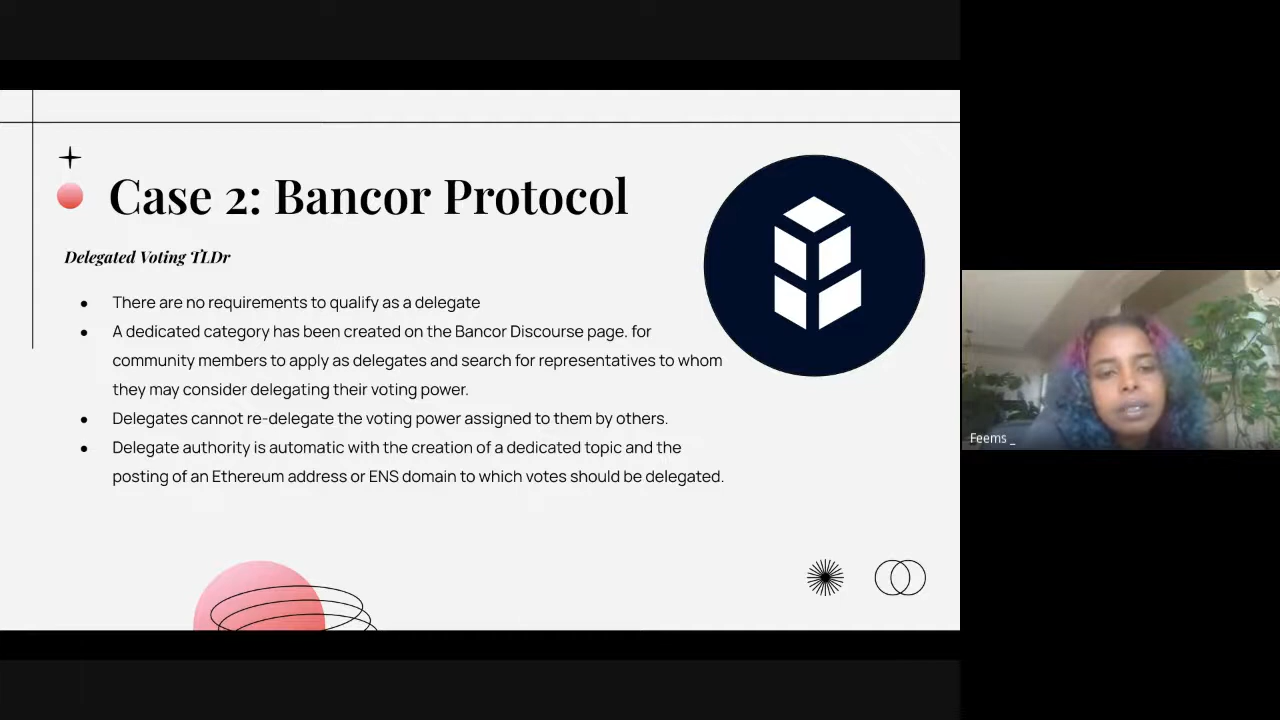 Case 2: Bancor Protocol
Delegated Voting TLDr
● There are no requirements to qualify as a delegate
● A dedicated category has been created on the Bancor Discourse page. for
community members to apply as delegates and search for representatives to whom
they may consider delegating their voting power.
● Delegates cannot re-delegate the voting power assigned to them by others.
● Delegate authority is automatic with the creation of a dedicated topic and the
posting of an Ethereum address or ENS domain to which votes should be delegated.
Feems _